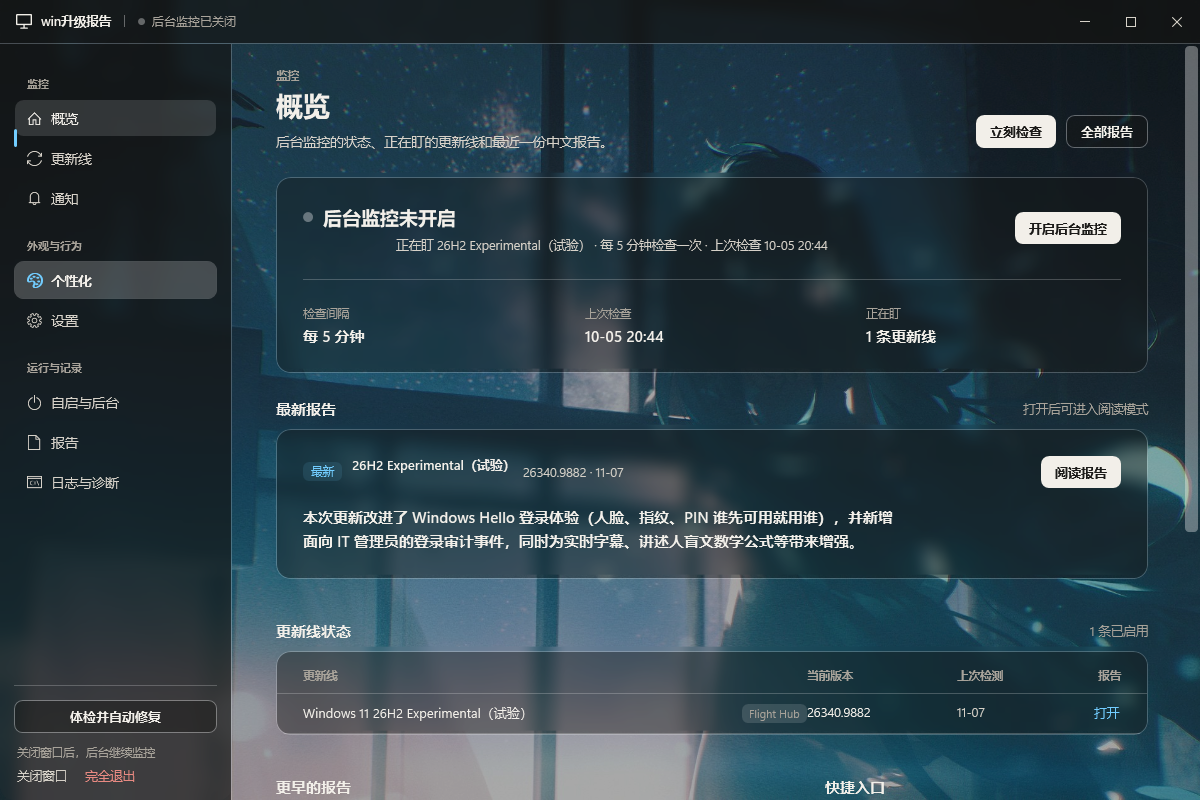 win升级报告
后台监控已关闭
监控
概览
更新线
通知
外观与行为
个性化
设置
运行与记录
自启与后台
报告
日志与诊断
体检并自动修复
关闭窗口后，后台继续监控
关闭窗口 完全退出
监控
概览
后台监控的状态、正在盯的更新线和最近一份中文报告。
立刻检查 全部报告
后台监控未开启
正在盯 26H2 Experimental（试验） · 每 5 分钟检查一次 · 上次检查 10-05 20:44
开启后台监控
检查间隔 上次检查 正在盯
每 5 分钟 10-05 20:44 1 条更新线
最新报告 打开后可进入阅读模式
最新 26H2 Experimental（试验） 26340.9882 · 11-07
阅读报告
本次更新改进了 Windows Hello 登录体验（人脸、指纹、PIN 谁先可用就用谁），并新增
面向 IT 管理员的登录审计事件，同时为实时字幕、讲述人盲文数学公式等带来增强。
更新线状态 1 条已启用
更新线 当前版本 上次检测 报告
Windows 11 26H2 Experimental（试验） Flight Hub 26340.9882 11-07 打开
更早的报告 快捷入口